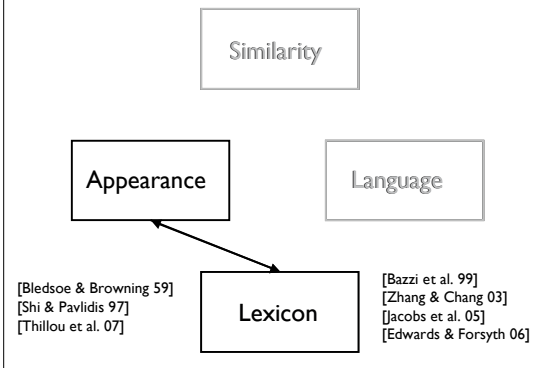 Similarity
Appearance
Language
[Bledsoe & Browning 59]
[Shi & Pavlidis 97]
[Thillou et al. 07]
Lexicon
[Bazzi et al. 99]
[Zhang & Chang 03]
[Jacobs et al. 05]
[Edwards & Forsyth 06]